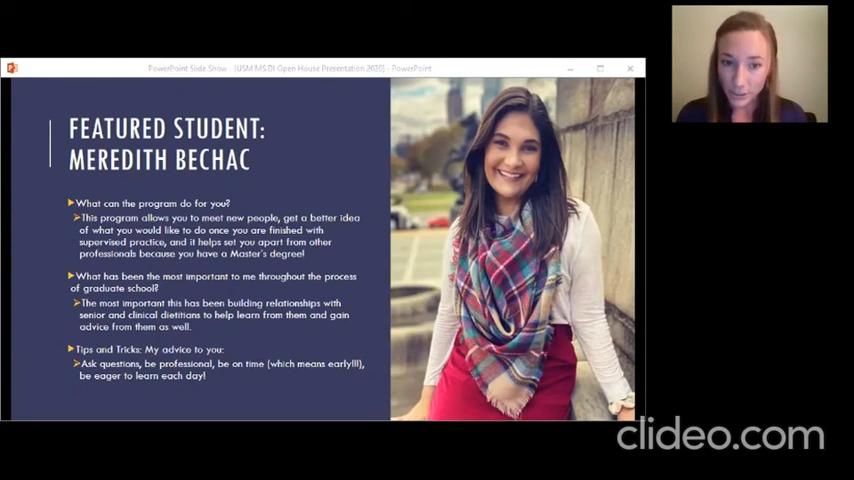 PowerPoint Slide Show - [USM MS DI Open House Presentation 2020] - PowerPoint
FEATURED STUDENT:
MEREDITH BECHAC
What can the program do for you?
This program allows you to meet new people, get a better idea
of what you would like to do once you are finished with
supervised practice, and it helps set you apart from other
professionals because you have a Master's degree!
What has been the most important to me throughout the process
of graduate school?
The most important this has been building relationships with
senior and clinical dietitians to help learn from them and gain
advice from them as well.
Tips and Tricks: My advice to you:
Ask questions, be professional, be on time (which means early!!!),
be eager to learn each day!
clideo.com